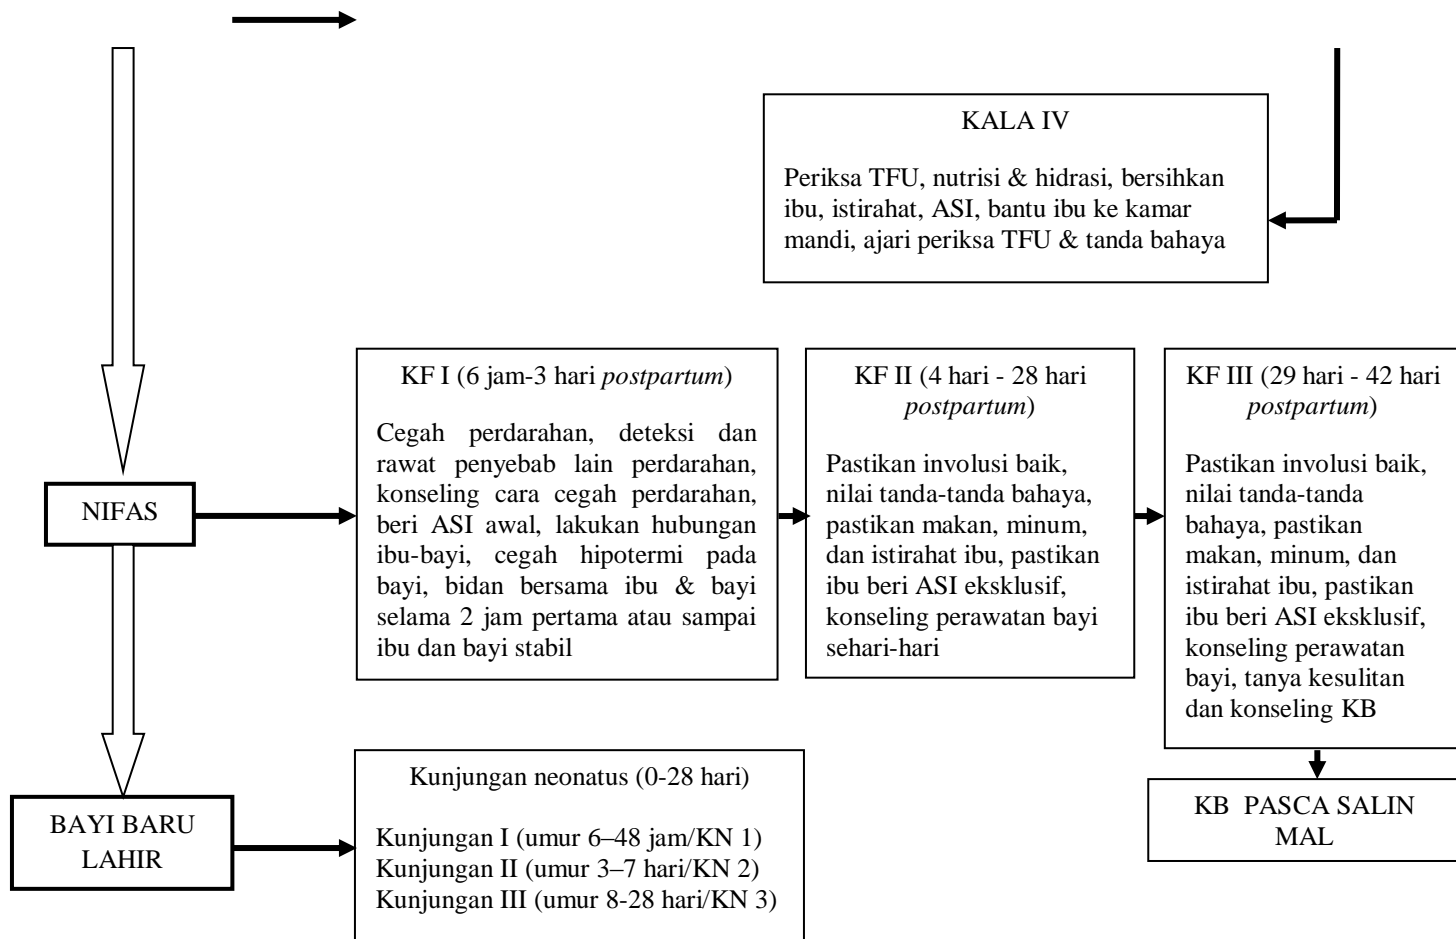 KALA IV
Periksa TFU, nutrisi & hidrasi, bersihkan
ibu, istirahat, ASI, bantu ibu ke kamar
mandi, ajari periksa TFU & tanda bahaya
NIFAS
KF I (6 jam-3 hari postpartum)
Cegah perdarahan, deteksi dan
rawat penyebab lain perdarahan,
konseling cara cegah perdarahan,
beri ASI awal, lakukan hubungan
ibu-bayi, cegah hipotermi pada
bayi, bidan bersama ibu & bayi
selama 2 jam pertama atau sampai
ibu dan bayi stabil
KF II (4 hari - 28 hari
postpartum)
Pastikan involusi baik,
nilai tanda-tanda bahaya,
pastikan makan, minum,
dan istirahat ibu, pastikan
ibu beri ASI eksklusif,
konseling perawatan bayi
sehari-hari
KF III (29 hari - 42 hari
postpartum)
Pastikan involusi baik,
nilai tanda-tanda
bahaya, pastikan
makan, minum, dan
istirahat ibu, pastikan
ibu beri ASI eksklusif,
konseling perawatan
bayi, tanya kesulitan
dan konseling KB
BAYI BARU
LAHIR
Kunjungan neonatus (0-28 hari)
Kunjungan I (umur 6–48 jam/KN 1)
Kunjungan II (umur 3–7 hari/KN 2)
Kunjungan III (umur 8-28 hari/KN 3)
KB PASCA SALIN
MAL